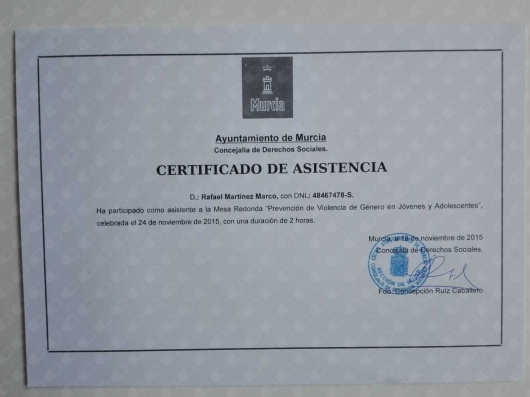 Murcia
Ayuntamiento de Murcia
Concejalía de Derechos Sociales.
CERTIFICADO DE ASISTENCIA
D.: Rafael Martínez Marco, con DNI.: 48467478-S.
Ha participado como asistente a la Mesa Redonda "Prevención de Violencia de Género en Jóvenes y Adolescentes",
celebrada el 24 de noviembre de 2015, con una duración de 2 horas.
Murcia, a de noviembre de 2015
Concejala de Derechos Sociales.
Fdo. Concepción Ruiz Caballero